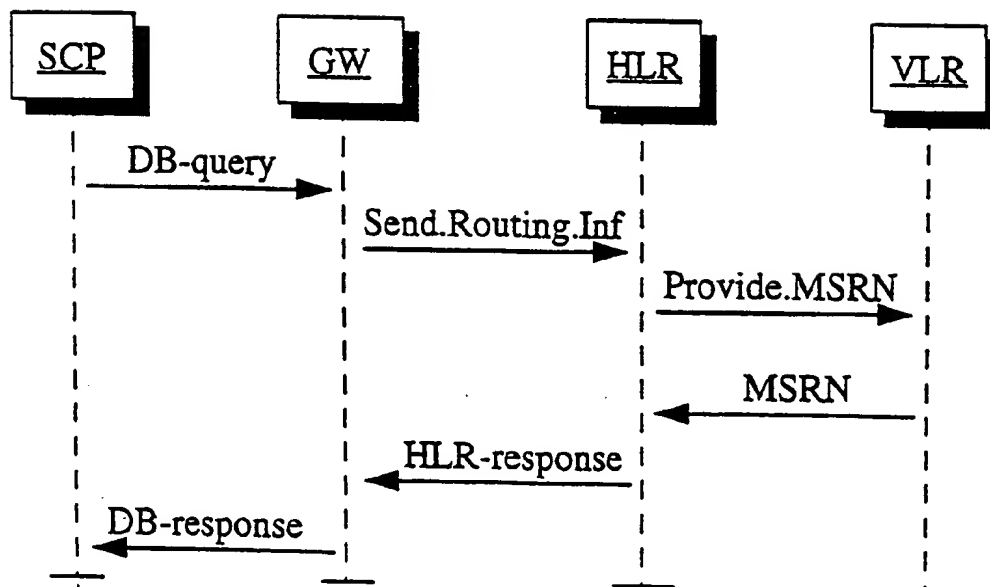 SCP
GW
HLR
VLR
DB-query
Send.Routing.Inf
Provide.MSRN
MSRN
HLR-response
DB-response